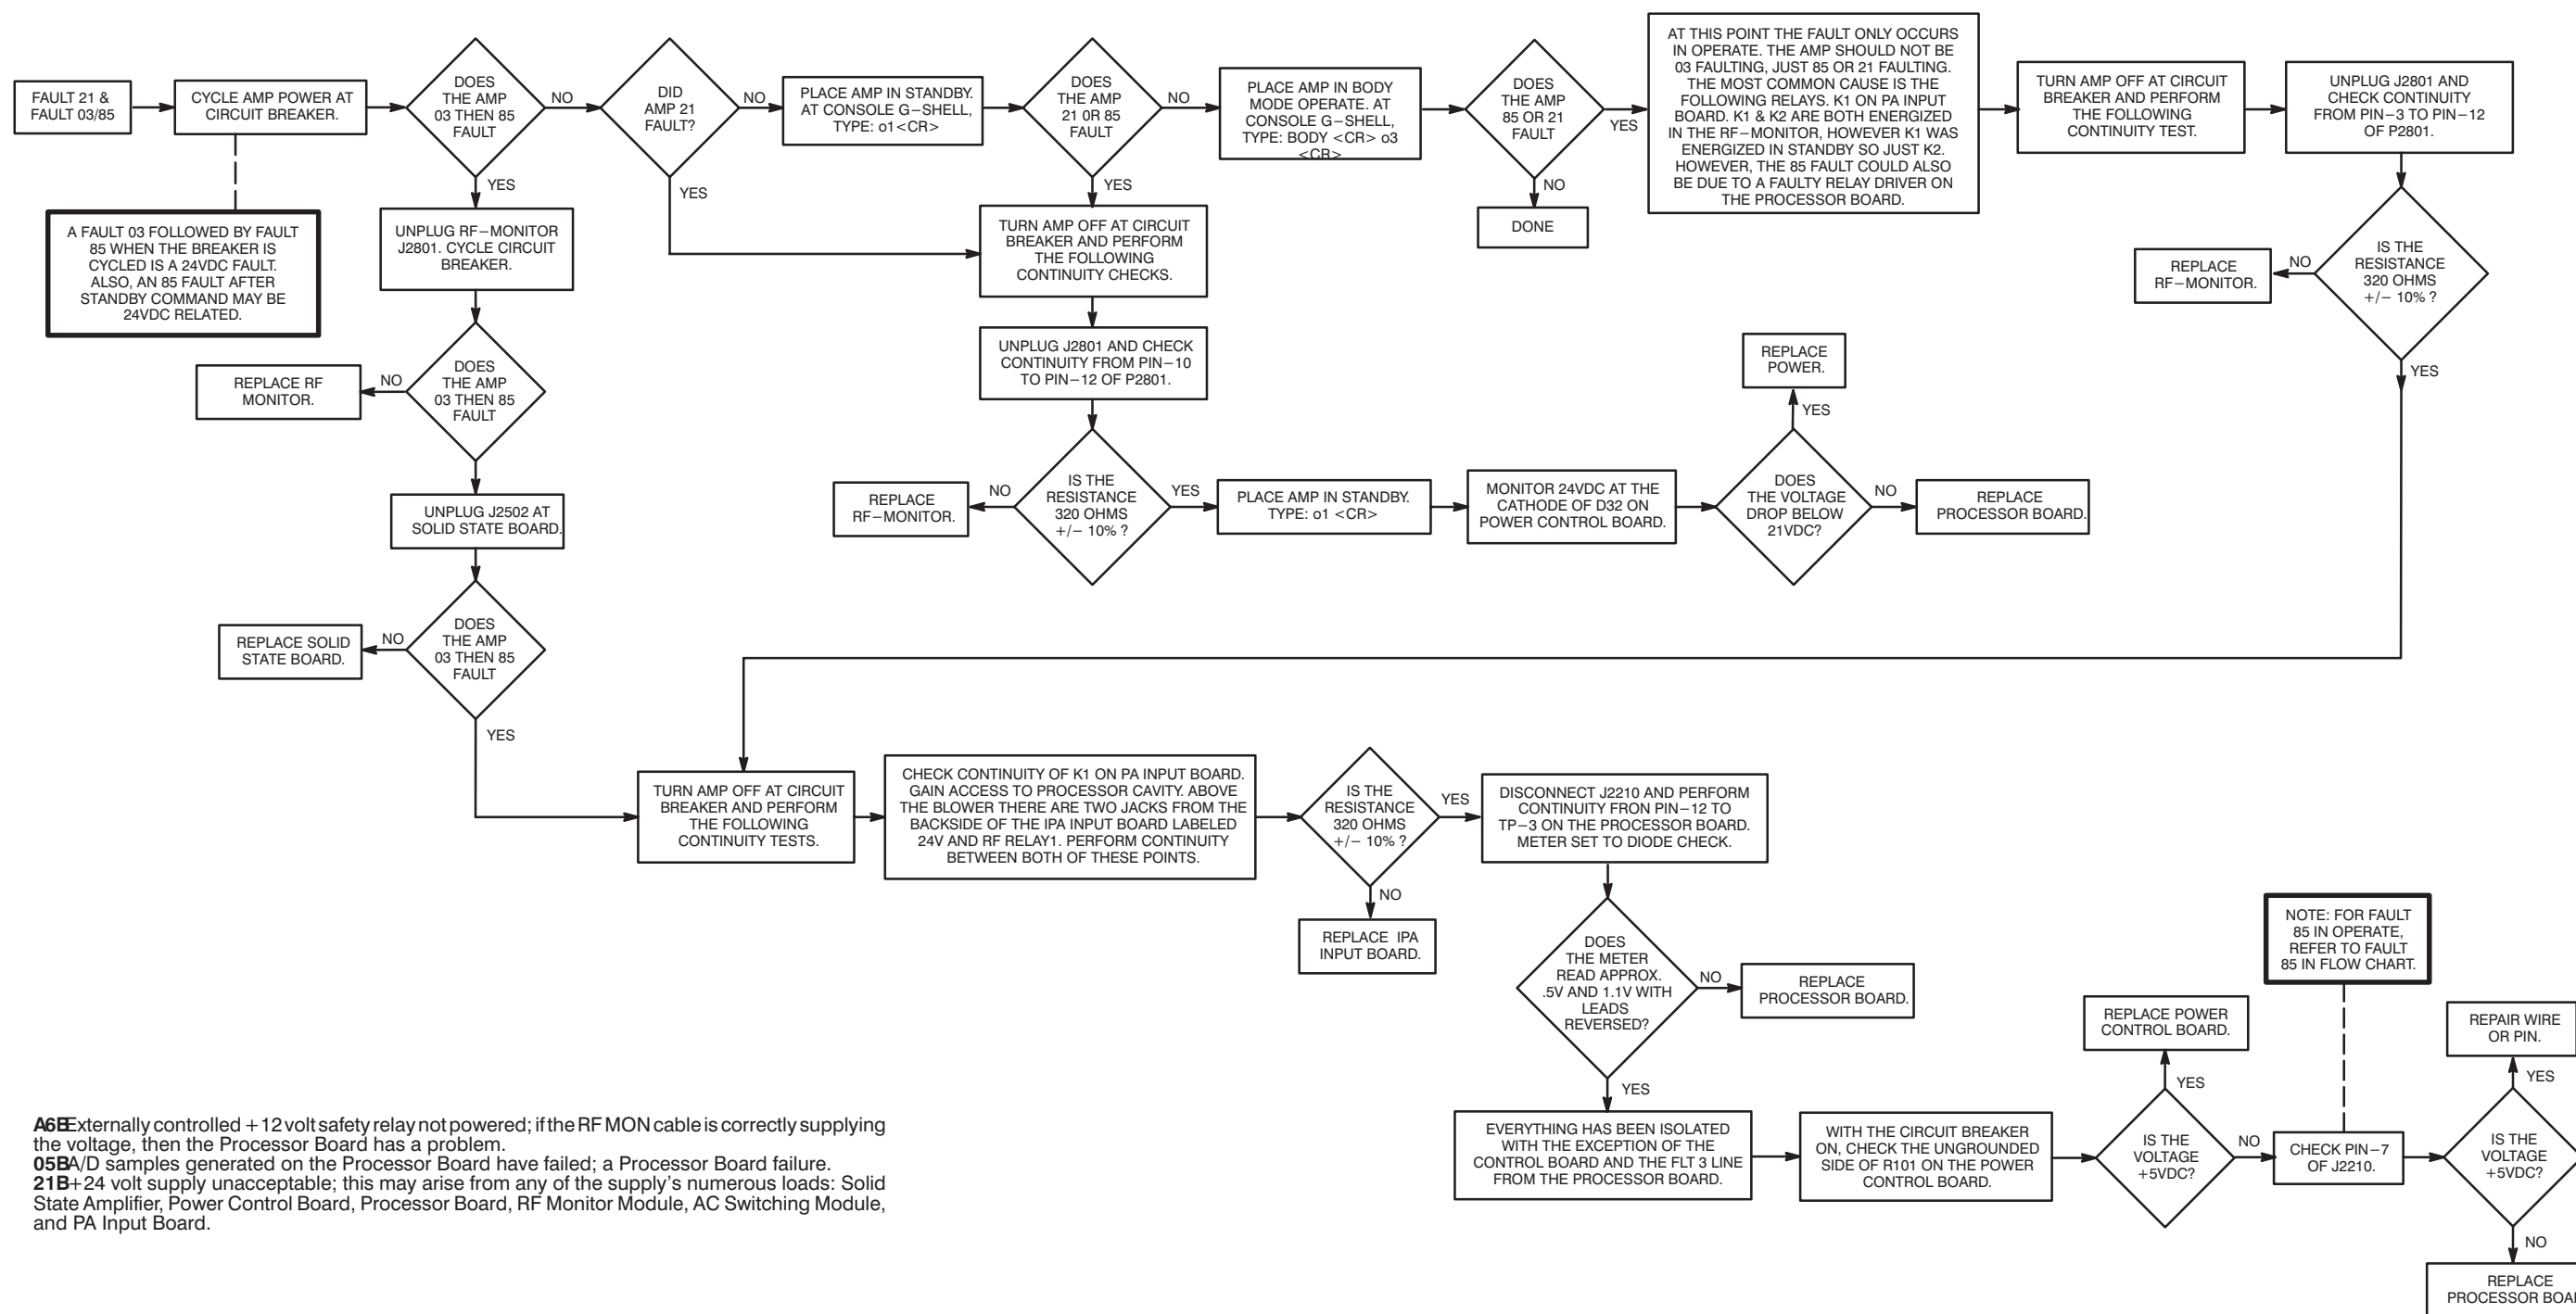 FAULT 21 &
FAULT 03/85
CYCLE AMP POWER AT
CIRCUIT BREAKER.
A FAULT 03 FOLLOWED BY FAULT
85 WHEN THE BREAKER IS
CYCLED IS A 24VDC FAULT.
ALSO, AN 85 FAULT AFTER
STANDBY COMMAND MAY BE
24VDC RELATED.
DOES
THE AMP
03 THEN 85
FAULT
NO
YES
UNPLUG RF−MONITOR
J2801. CYCLE CIRCUIT
BREAKER.
DOES
THE AMP
03 THEN 85
FAULT
NO
REPLACE RF
MONITOR.
UNPLUG J2502 AT
SOLID STATE BOARD.
DOES
THE AMP
03 THEN 85
FAULT
NO
REPLACE SOLID
STATE BOARD.
YES
DID
AMP 21
FAULT?
NO
YES
PLACE AMP IN STANDBY.
AT CONSOLE G−SHELL,
TYPE: o1<CR>
DOES
THE AMP
21 0R 85
FAULT
NO
YES
TURN AMP OFF AT CIRCUIT
BREAKER AND PERFORM
THE FOLLOWING
CONTINUITY CHECKS.
UNPLUG J2801 AND CHECK
CONTINUITY FROM PIN−10
TO PIN−12 OF P2801.
IS THE
RESISTANCE
320 OHMS
+/− 10% ?
NO
REPLACE
RF−MONITOR.
YES
PLACE AMP IN STANDBY.
TYPE: o1 <CR>
MONITOR 24VDC AT THE
CATHODE OF D32 ON
POWER CONTROL BOARD.
DOES
THE VOLTAGE
DROP BELOW
21VDC?
YES
REPLACE
POWER.
NO
REPLACE
PROCESSOR BOARD.
PLACE AMP IN BODY
MODE OPERATE. AT
CONSOLE G−SHELL,
TYPE: BODY <CR> o3
<CR>
DOES
THE AMP
85 OR 21
FAULT
YES
NO
DONE
AT THIS POINT THE FAULT ONLY OCCURS
IN OPERATE. THE AMP SHOULD NOT BE
03 FAULTING, JUST 85 OR 21 FAULTING.
THE MOST COMMON CAUSE IS THE
FOLLOWING RELAYS. K1 ON PA INPUT
BOARD. K1 & K2 ARE BOTH ENERGIZED
IN THE RF−MONITOR, HOWEVER K1 WAS
ENERGIZED IN STANDBY SO JUST K2.
HOWEVER, THE 85 FAULT COULD ALSO
BE DUE TO A FAULTY RELAY DRIVER ON
THE PROCESSOR BOARD.
TURN AMP OFF AT CIRCUIT
BREAKER AND PERFORM
THE FOLLOWING
CONTINUITY TEST.
UNPLUG J2801 AND
CHECK CONTINUITY
FROM PIN−3 TO PIN−12
OF P2801.
IS THE
RESISTANCE
320 OHMS
+/− 10% ?
NO
REPLACE
RF−MONITOR.
YES
TURN AMP OFF AT CIRCUIT
BREAKER AND PERFORM
THE FOLLOWING
CONTINUITY TESTS.
CHECK CONTINUITY OF K1 ON PA INPUT BOARD.
GAIN ACCESS TO PROCESSOR CAVITY. ABOVE
THE BLOWER THERE ARE TWO JACKS FROM THE
BACKSIDE OF THE IPA INPUT BOARD LABELED
24V AND RF RELAY1. PERFORM CONTINUITY
BETWEEN BOTH OF THESE POINTS.
IS THE
RESISTANCE
320 OHMS
+/− 10% ?
YES
NO
REPLACE IPA
INPUT BOARD.
DISCONNECT J2210 AND PERFORM
CONTINUITY FRON PIN−12 TO
TP−3 ON THE PROCESSOR BOARD.
METER SET TO DIODE CHECK.
DOES
THE METER
READ APPROX.
.5V AND 1.1V WITH
LEADS
REVERSED?
NO
REPLACE
PROCESSOR BOARD.
YES
EVERYTHING HAS BEEN ISOLATED
WITH THE EXCEPTION OF THE
CONTROL BOARD AND THE FLT 3 LINE
FROM THE PROCESSOR BOARD.
WITH THE CIRCUIT BREAKER
ON, CHECK THE UNGROUNDED
SIDE OF R101 ON THE POWER
CONTROL BOARD.
IS THE
VOLTAGE
+5VDC?
YES
REPLACE POWER
CONTROL BOARD.
NO
CHECK PIN−7
OF J2210.
NOTE: FOR FAULT
85 IN OPERATE,
REFER TO FAULT
85 IN FLOW CHART.
IS THE
VOLTAGE
+5VDC?
YES
REPAIR WIRE
OR PIN.
NO
REPLACE
PROCESSOR
A6B Externally controlled +12 volt safety relay not powered; if the RF MON cable is correctly supplying
the voltage, then the Processor Board has a problem.
05B A/D samples generated on the Processor Board have failed; a Processor Board failure.
21B +24 volt supply unacceptable; this may arise from any of the supply's numerous loads: Solid
State Amplifier, Power Control Board, Processor Board, RF Monitor Module, AC Switching Module,
and PA Input Board.